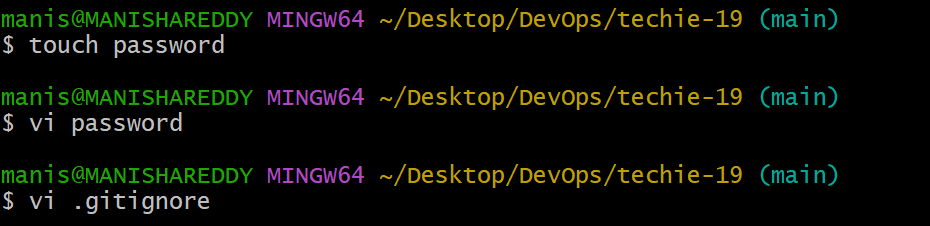 manis@MANISHAREDDY MINGW64 ~/Desktop/DevOps/techie-19 (main)
$ touch password
manis@MANISHAREDDY MINGW64 ~/Desktop/DevOps/techie-19 (main)
$ vi password
manis@MANISHAREDDY MINGW64 ~/Desktop/DevOps/techie-19 (main)
$ vi .gitignore